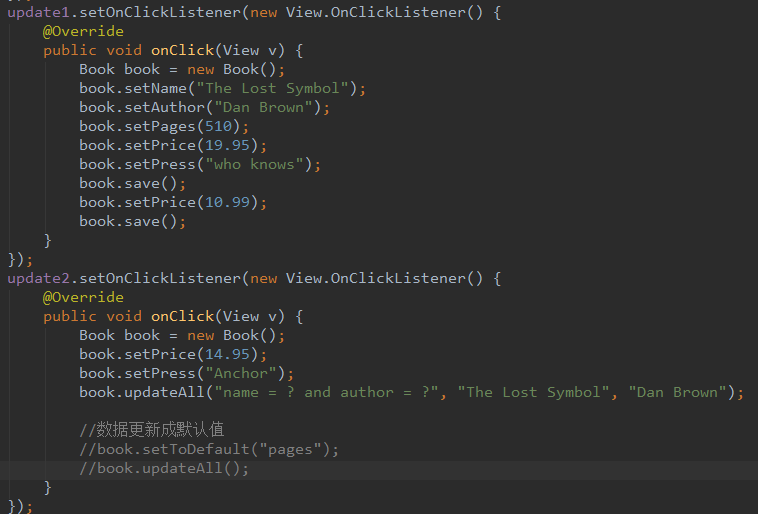 update1.setOnClickListener(new View.OnClickListener() {
    @Override
    public void onClick(View v) {
        Book book = new Book();
        book.setName("The Lost Symbol");
        book.setAuthor("Dan Brown");
        book.setPages(510);
        book.setPrice(19.95);
        book.setPress("who knows");
        book.save();
        book.setPrice(10.99);
        book.save();
    }
});
update2.setOnClickListener(new View.OnClickListener() {
    @Override
    public void onClick(View v) {
        Book book = new Book();
        book.setPrice(14.95);
        book.setPress("Anchor");
        book.updateAll("name = ? and author = ?", "The Lost Symbol", "Dan Brown");

        //数据更新成默认值
        //book.setToDefault("pages");
        //book.updateAll();
    }
});